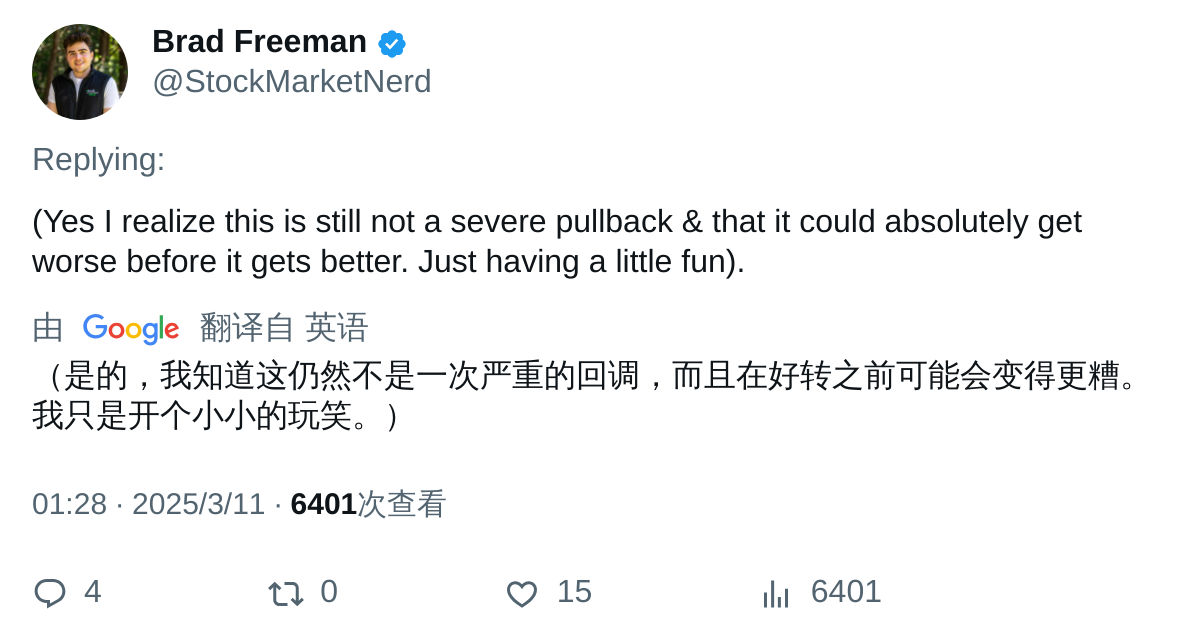 Brad Freeman
@StockMarketNerd
Replying:
(Yes I realize this is still not a severe pullback & that it could absolutely get
worse before it gets better. Just having a little fun).
由 Google 翻译自 英语
（是的，我知道这仍然不是一次严重的回调，而且在好转之前可能会变得更糟。
我只是开个小小的玩笑。）
01:28 · 2025/3/11 · 6401次查看
4 0 15 6401